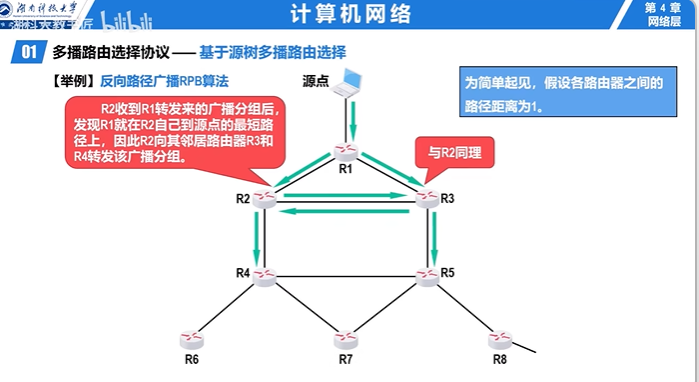 湖南科技大学
计算机网络
第 4 章
网络层
bilibili
01 多播路由选择协议 —— 基于源树多播路由选择
【举例】反向路径广播RPB算法
源点
为简单起见，假设各路由器之间的
路径距离为1。
R2收到R1转发来的广播分组后，
发现R1就在R2自己到源点的最短路
径上，因此R2向其邻居路由器R3和
R4转发该广播分组。
与R2同理
R1
R2
R3
R4
R5
R6
R7
R8